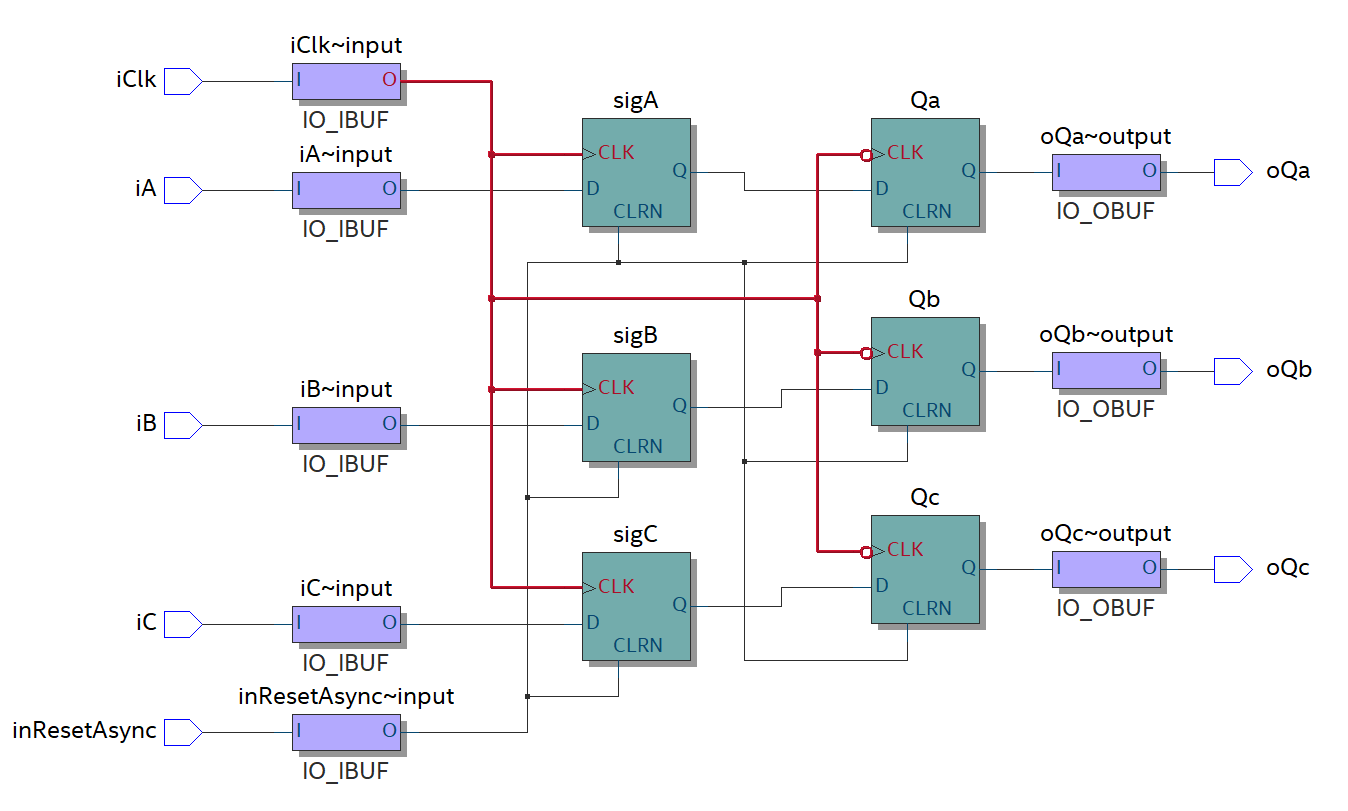 iClk~input
iClk
I
O
IO_IBUF
iA~input
iA
I
O
IO_IBUF
sigA
CLK
D
Q
CLRN
Qa
CLK
D
Q
CLRN
oQa~output
I
O
IO_OBUF
oQa
iB~input
iB
I
O
IO_IBUF
sigB
CLK
D
Q
CLRN
Qb
CLK
D
Q
CLRN
oQb~output
I
O
IO_OBUF
oQb
iC~input
iC
I
O
IO_IBUF
sigC
CLK
D
Q
CLRN
Qc
CLK
D
Q
CLRN
oQc~output
I
O
IO_OBUF
oQc
inResetAsync~input
inResetAsync
I
O
IO_IBUF